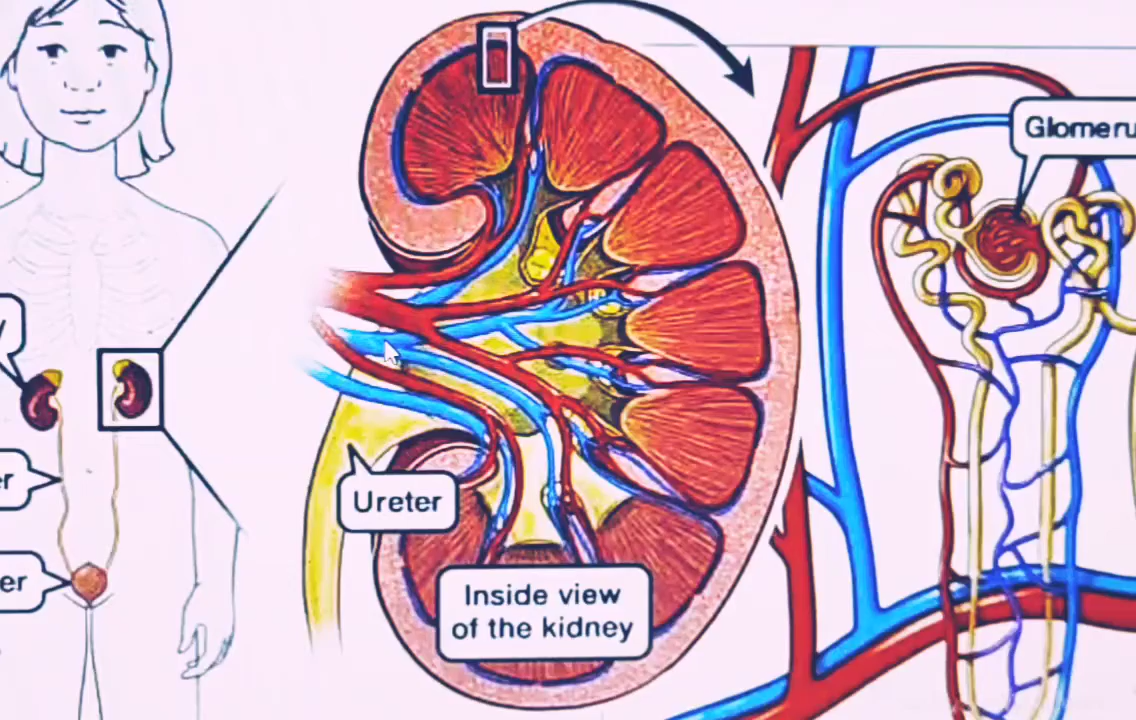 Glomeru
Ureter
Inside view
of the kidney
er
er
y